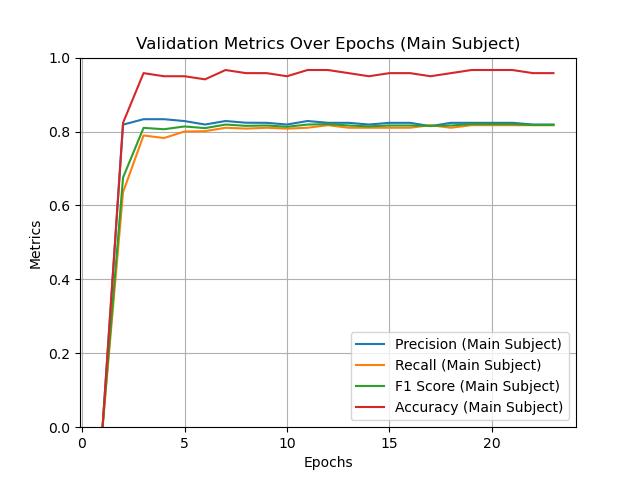 Validation Metrics Over Epochs (Main Subject)
1.0
0.8
0.6
0.4
0.2
0.0
Metrics
Precision (Main Subject)
Recall (Main Subject)
F1 Score (Main Subject)
Accuracy (Main Subject)
0 5 10 15 20
Epochs